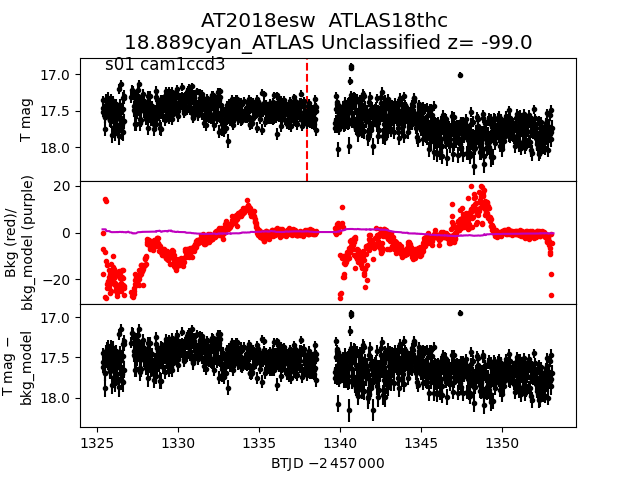 AT2018esw  ATLAS18thc
18.889cyan_ATLAS Unclassified z= -99.0
s01 cam1ccd3
17.0
17.5
18.0
T mag
20
0
−20
Bkg (red)/
bkg_model (purple)
17.0
17.5
18.0
T mag −
bkg_model
1325 1330 1335 1340 1345 1350
BTJD −2 457 000